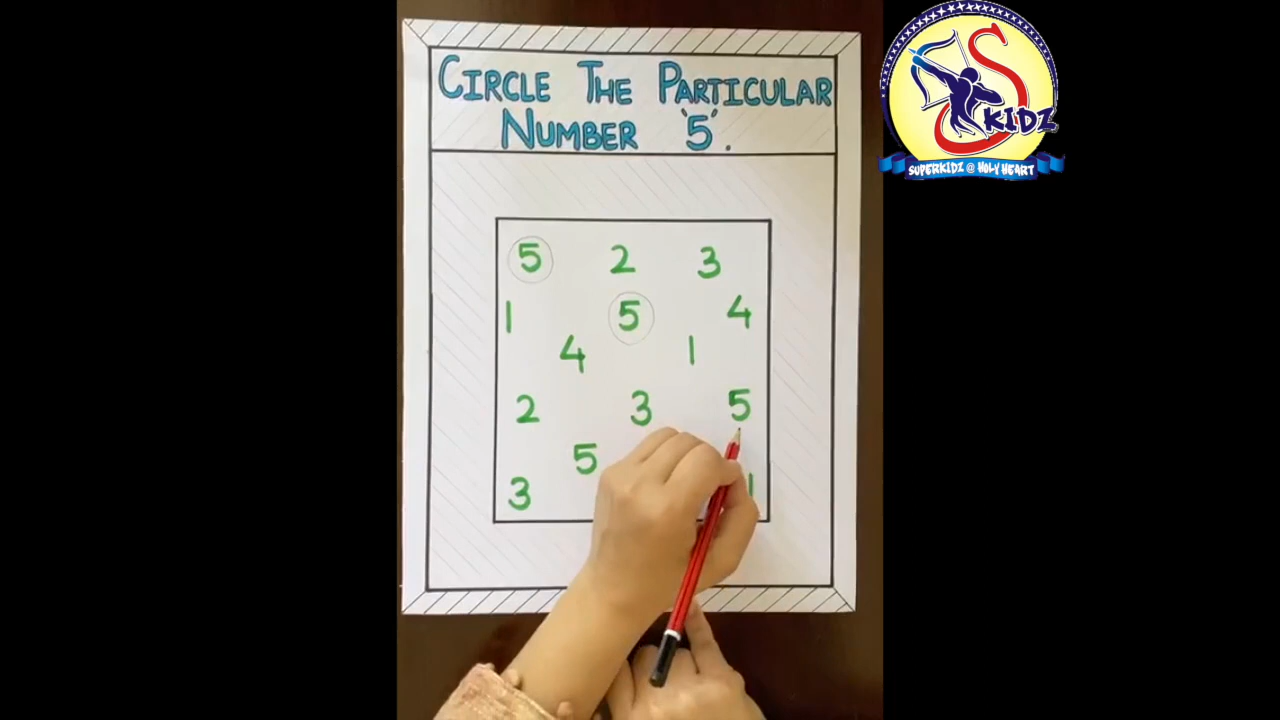 CIRCLE THE PARTICULAR
NUMBER '5'.
S
KIDZ
SUPERKIDZ @ HOLY HEART
5 2 3
1 5 4
4 1
2 3 5
5
3 1